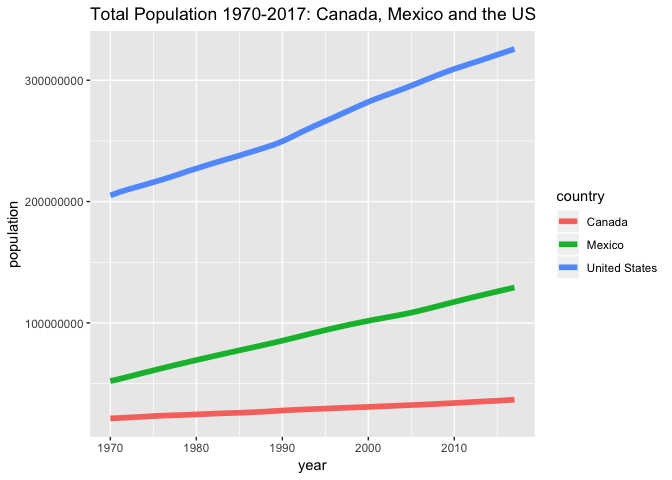 Total Population 1970-2017: Canada, Mexico and the US
population
300000000
200000000
100000000
1970 1980 1990 2000 2010
year
country
Canada
Mexico
United States